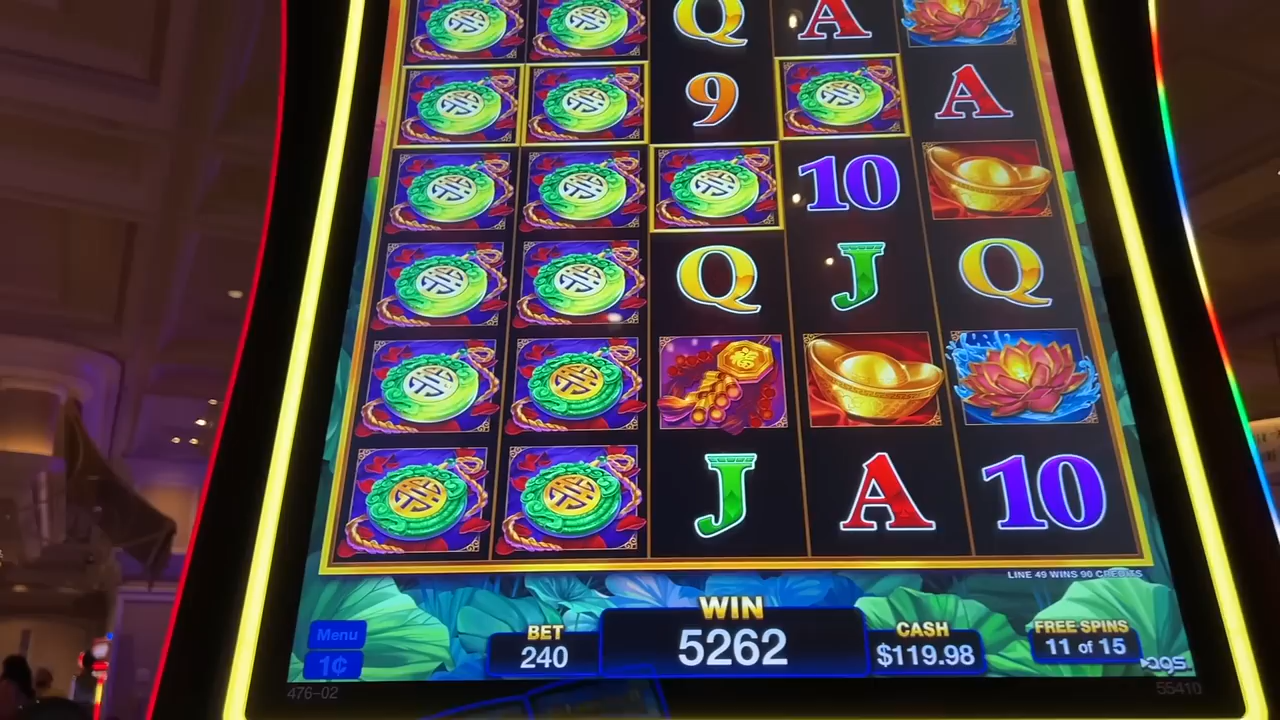 Q A
9 A
10
Q J Q
J A 10
LINE 49 WINS 90 CREDITS
Menu
1¢
BET
240
WIN
5262
CASH
$119.98
FREE SPINS
11 of 15
ags
476-02
55410